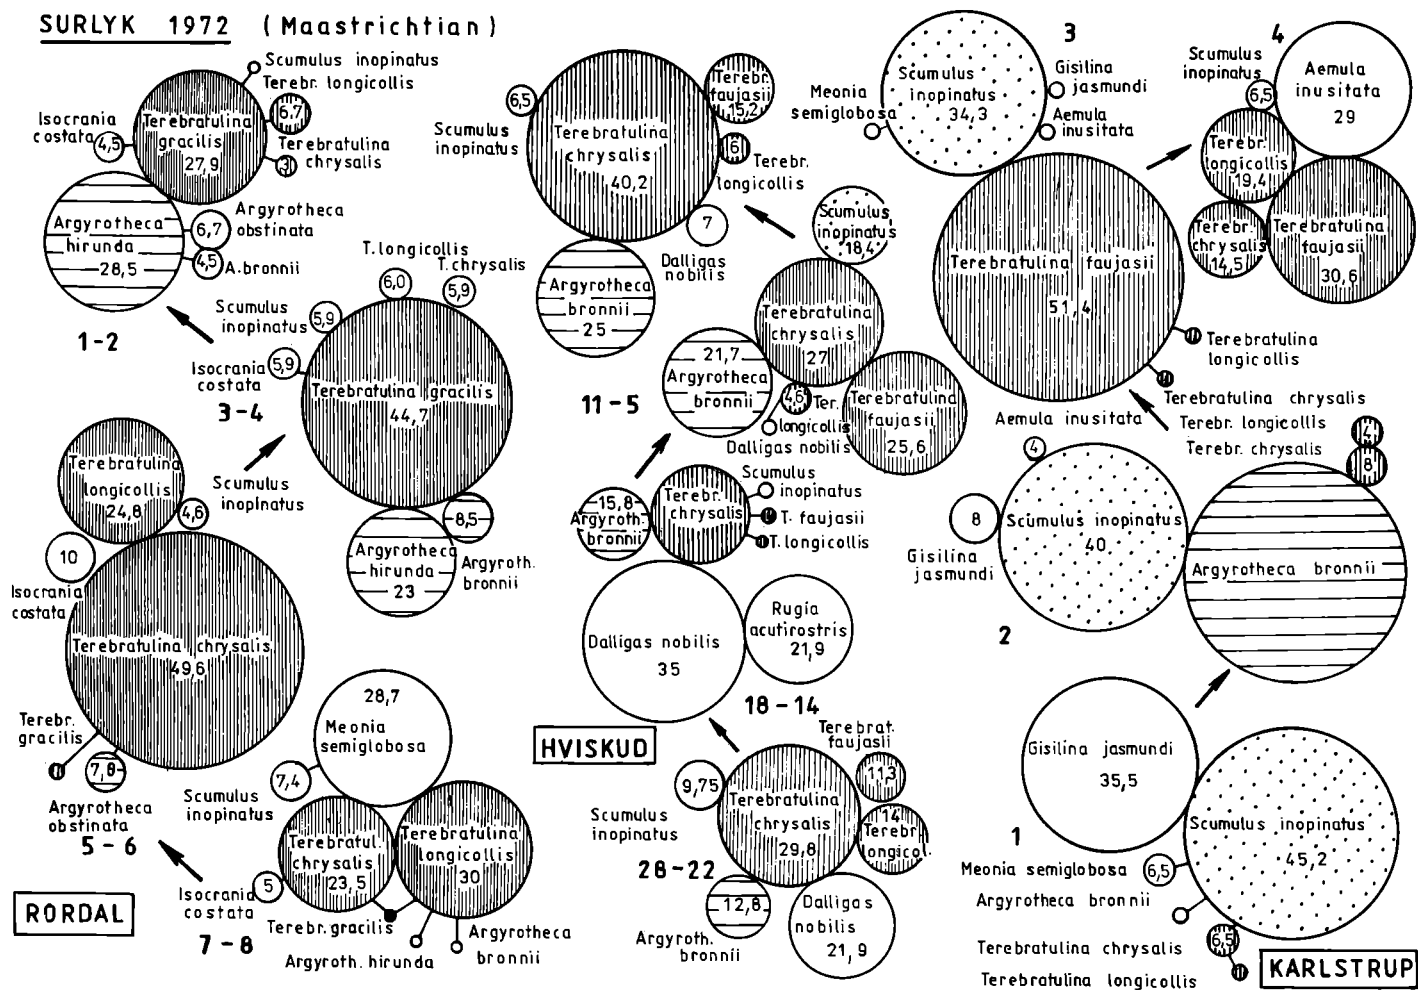 SURLYK 1972 (Maastrichtian)
Scumulus inopinatus
Terebr. longicollis
6,7
Isocrania
costata
4,5
Terebratulina
gracilis
27,9
Terebratulina
chrysalis
3
Argyrotheca
hirunda
28,5
Argyrotheca
obstinata
6,7
4,5
A.bronnii
1-2
T.longicollis
6,0
T.chrysalis
5,9
Scumulus
inopinatus
5,9
Isocrania
costata
5,9
Terebratulina gracilis
44,7
3-4
Argyrotheca
hirunda
23
8,5
Argyroth.
bronnii
Terebratulina
longicollis
24,8
Scumulus
inopinatus
4,6
10
Isocrania
costata
Terebratulina chrysalis
49,6
Terebr.
gracilis
7,8
Argyrotheca
obstinata
5-6
28,7
Meonia
semiglobosa
7,4
Scumulus
inopinatus
Terebratul.
chrysalis
23,5
Terebratulina
longicollis
30
5
Isocrania
costata
Terebr.gracilis
Argyroth. hirunda
Argyrotheca
bronnii
7-8
RORDAL
6,5
Scumulus
inopinatus
Terebratulina
chrysalis
40,2
Terebr.
faujasii
15,2
6
Terebr.
longicollis
7
Dalligas
nobilis
Argyrotheca
bronnii
25
Scumulus
inopinatus
18,4
Terebratulina
chrysalis
27
21,7
Argyrotheca
bronnii
4,6
Ter.
longicollis
Dalligas nobilis
Terebratulina
faujasii
25,6
11-5
15,8
Argyroth.
bronnii
Terebr.
chrysalis
Scumulus
inopinatus
T. faujasii
T.longicollis
Dalligas nobilis
35
Rugia
acutirostris
21,9
18-14
HVISKUD
9,75
Scumulus
inopinatus
Terebratulina
chrysalis
29,8
Terebrat.
faujasii
11,3
14
Terebr.
longicol.
28-22
12,8
Argyroth.
bronnii
Dalligas
nobilis
21,9
3
Scumulus
inopinatus
34,3
Meonia
semiglobosa
Gisilina
jasmundi
Aemula
inusitata
Terebratulina faujasii
51,4
Terebratulina
longicollis
Terebratulina chrysalis
4
Scumulus
inopinatus
6,5
Aemula
inusitata
29
Terebr.
longicollis
19,4
Terebr.
chrysalis
14,5
Terebratulina
faujasii
30,6
Aemula inusitata
4
Terebr. longicollis
4
Terebr. chrysalis
8
8
Gisilina
jasmundi
Scumulus inopinatus
40
Argyrotheca bronnii
2
Gisilina jasmundi
35,5
Scumulus inopinatus
45,2
1
Meonia semiglobosa
6,5
Argyrotheca bronnii
Terebratulina chrysalis
6,5
Terebratulina longicollis
KARLSTRUP